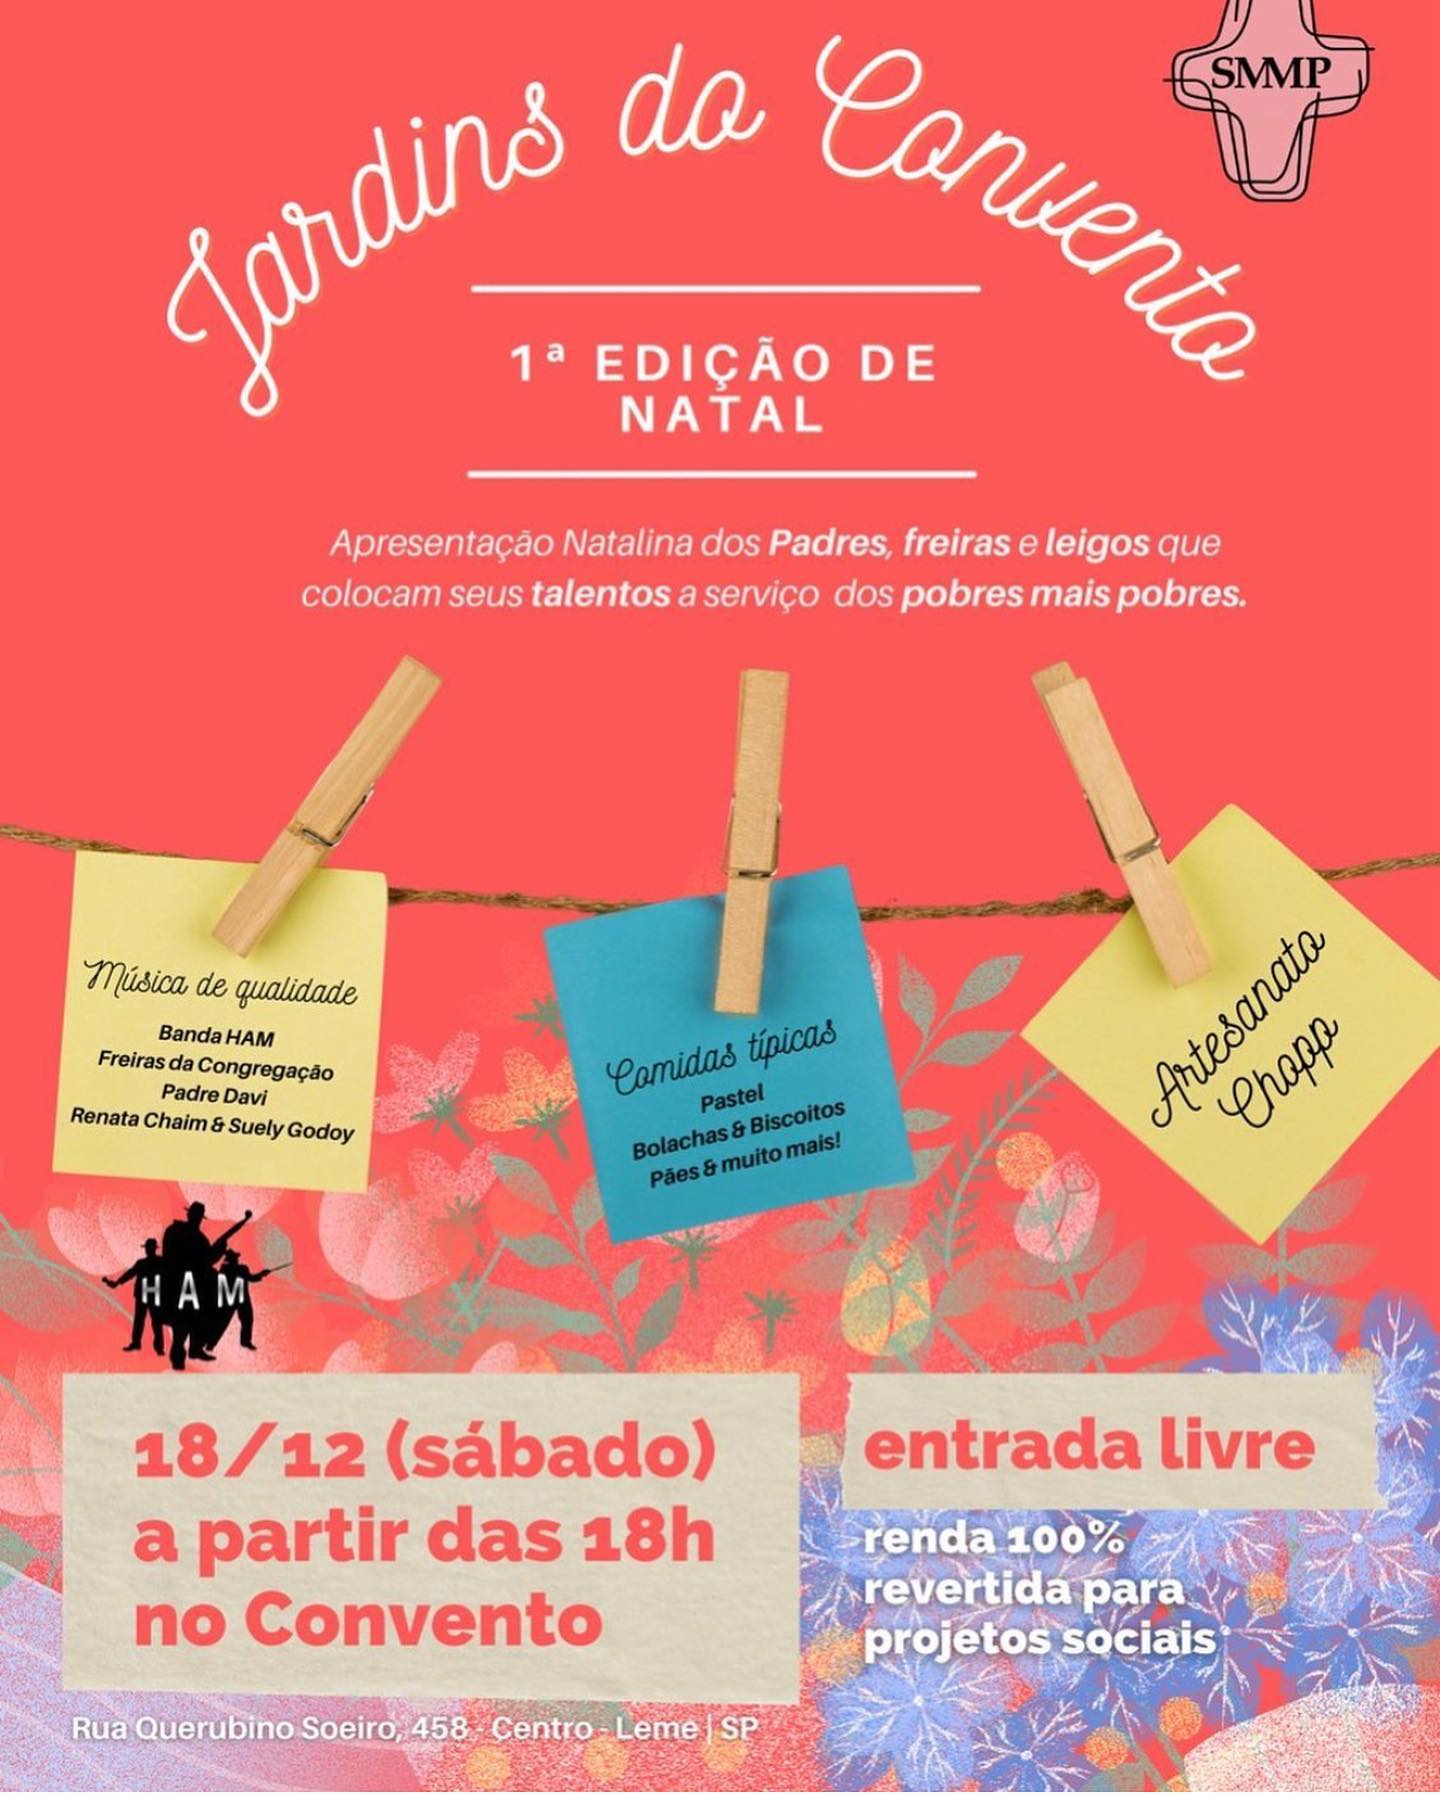 SMMP
Jardins do Convento
1ª EDIÇÃO DE
NATAL
Apresentação Natalina dos Padres, freiras e leigos que
colocam seus talentos a serviço dos pobres mais pobres.
Música de qualidade
Banda HAM
Freiras da Congregação
Padre Davi
Renata Chaim & Suely Godoy
Comidas típicas
Pastel
Bolachas & Biscoitos
Pães & muito mais!
Artesanato
Chopp
HAM
18/12 (sábado)
a partir das 18h
no Convento
entrada livre
renda 100%
revertida para
projetos sociais
Rua Querubino Soeiro, 458 - Centro - Leme | SP